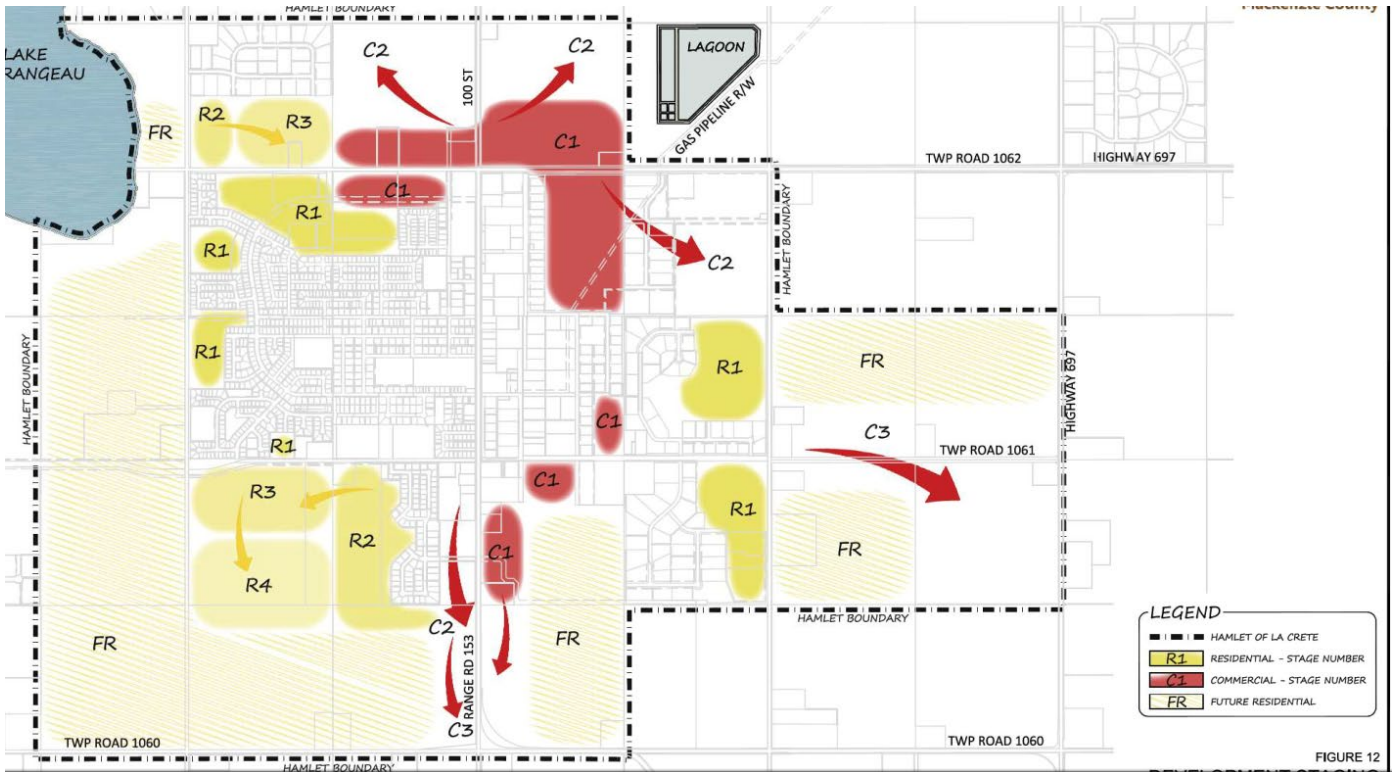 HAMLET BOUNDARY
Mackenzie County
LAKE
RANGEAU
C2
C2
LAGOON
100 ST
GAS PIPELINE R/W
FR
R2
R3
C1
TWP ROAD 1062
HIGHWAY 697
C1
R1
HAMLET BOUNDARY
R1
C2
R1
R1
FR
HIGHWAY 697
HAMLET BOUNDARY
C1
C3
R1
TWP ROAD 1061
R3
C1
R1
R2
C1
FR
R4
HAMLET BOUNDARY
C2
FR
FR
RANGE RD 153
C3
TWP ROAD 1060
TWP ROAD 1060
HAMLET BOUNDARY
LEGEND
HAMLET OF LA CRETE
R1 RESIDENTIAL - STAGE NUMBER
C1 COMMERCIAL - STAGE NUMBER
FR FUTURE RESIDENTIAL
FIGURE 12
DEVELOPMENT STAGING